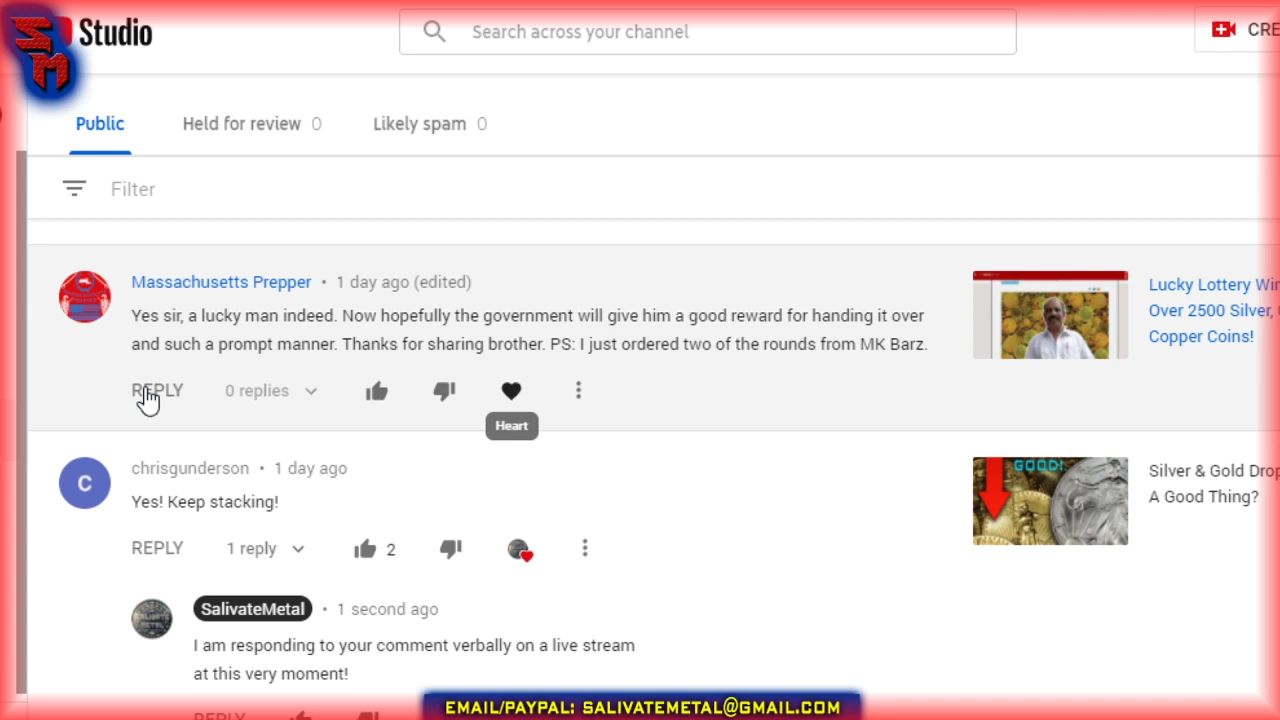 SM
Studio
Search across your channel
CRE
Public
Held for review 0
Likely spam 0
Filter
Massachusetts Prepper • 1 day ago (edited)
Yes sir, a lucky man indeed. Now hopefully the government will give him a good reward for handing it over
and such a prompt manner. Thanks for sharing brother. PS: I just ordered two of the rounds from MK Barz.
REPLY
0 replies
Heart
Lucky Lottery Win
Over 2500 Silver,
Copper Coins!
C
chrisgunderson • 1 day ago
Yes! Keep stacking!
REPLY
1 reply
2
GOOD!
Silver & Gold Drop
A Good Thing?
SalivateMetal • 1 second ago
I am responding to your comment verbally on a live stream
at this very moment!
REPLY
EMAIL/PAYPAL: SALIVATEMETAL@GMAIL.COM